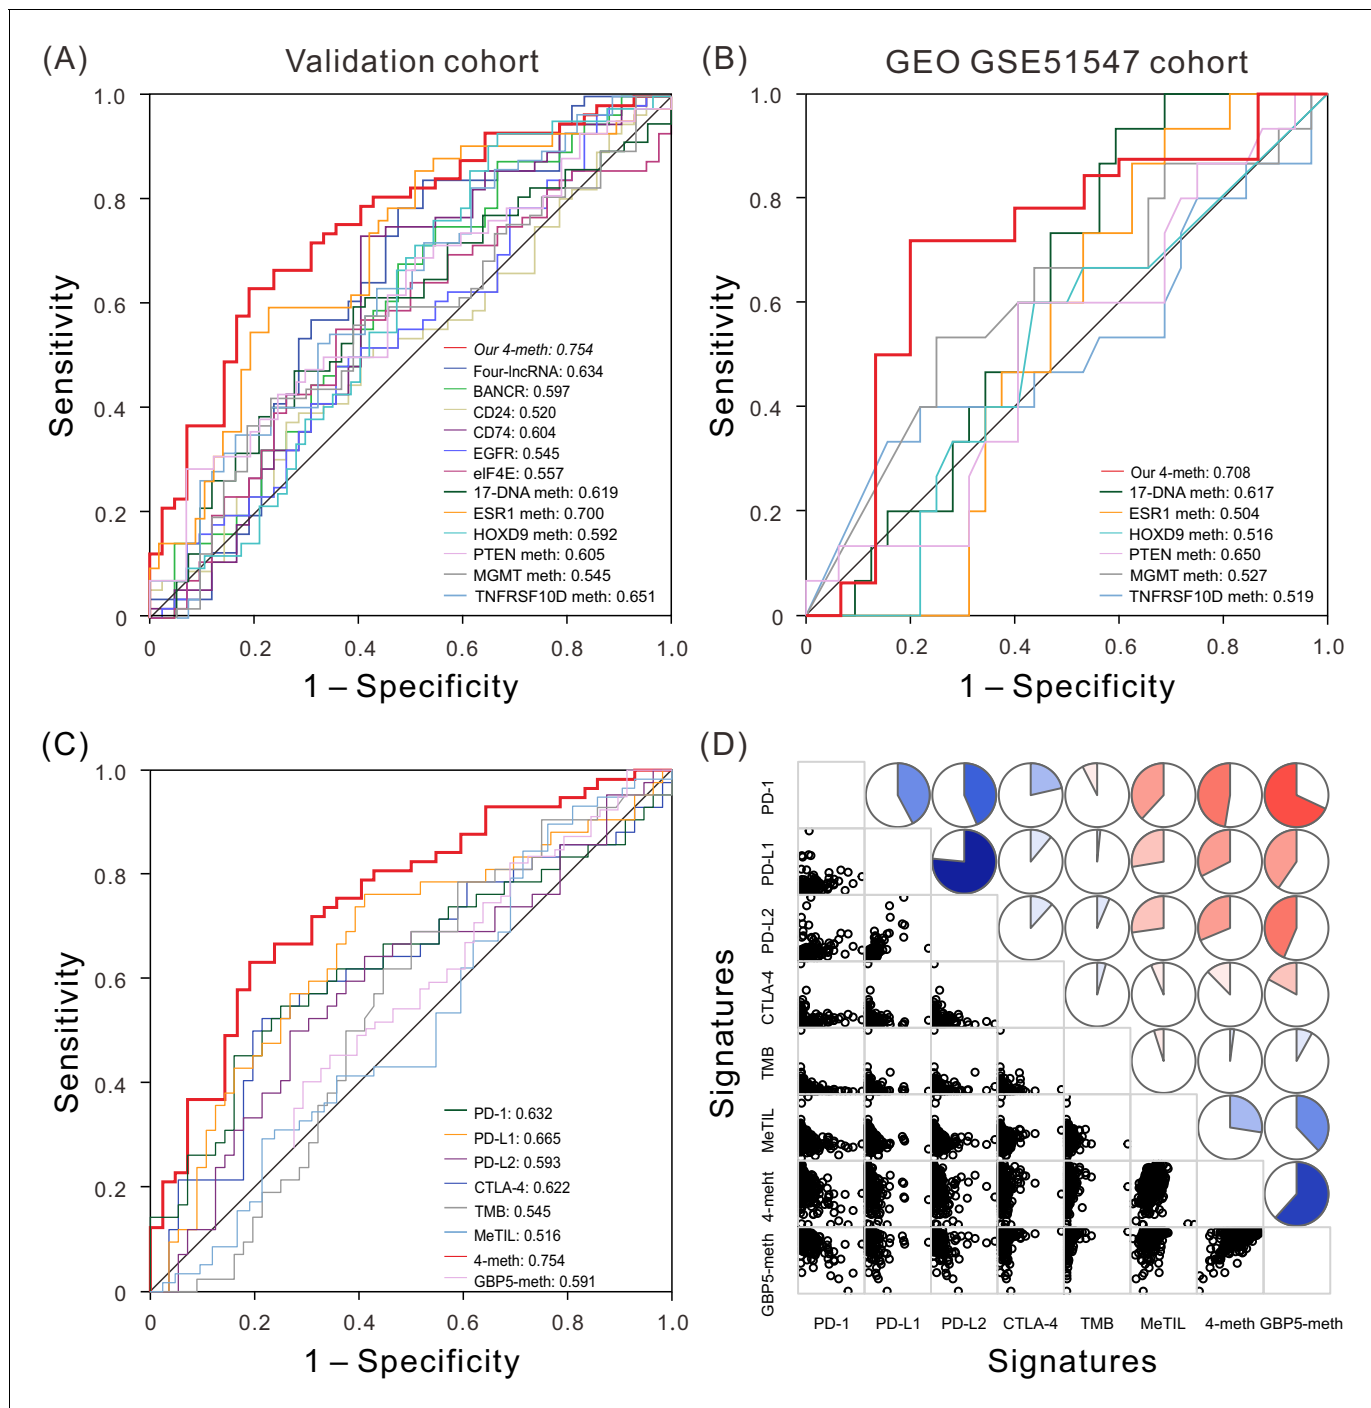 (A)
Validation cohort
1.0
0.8
0.6
0.4
0.2
0
Sensitivity
Our 4-meth: 0.754
Four-lncRNA: 0.634
BANCR: 0.597
CD24: 0.520
CD74: 0.604
EGFR: 0.545
eIF4E: 0.557
17-DNA meth: 0.619
ESR1 meth: 0.700
HOXD9 meth: 0.592
PTEN meth: 0.605
MGMT meth: 0.545
TNFRSF10D meth: 0.651
0 0.2 0.4 0.6 0.8 1.0
1 – Specificity
(B)
GEO GSE51547 cohort
1.0
0.8
0.6
0.4
0.2
0
Sensitivity
Our 4-meth: 0.708
17-DNA meth: 0.617
ESR1 meth: 0.504
HOXD9 meth: 0.516
PTEN meth: 0.650
MGMT meth: 0.527
TNFRSF10D meth: 0.519
0 0.2 0.4 0.6 0.8 1.0
1 – Specificity
(C)
1.0
0.8
0.6
0.4
0.2
0
Sensitivity
PD-1: 0.632
PD-L1: 0.665
PD-L2: 0.593
CTLA-4: 0.622
TMB: 0.545
MeTIL: 0.516
4-meth: 0.754
GBP5-meth: 0.591
0 0.2 0.4 0.6 0.8 1.0
1 – Specificity
(D)
Signatures
PD-1
PD-L1
PD-L2
CTLA-4
TMB
MeTIL
4-meht
GBP5-meth
PD-1 PD-L1 PD-L2 CTLA-4 TMB MeTIL 4-meth GBP5-meth
Signatures